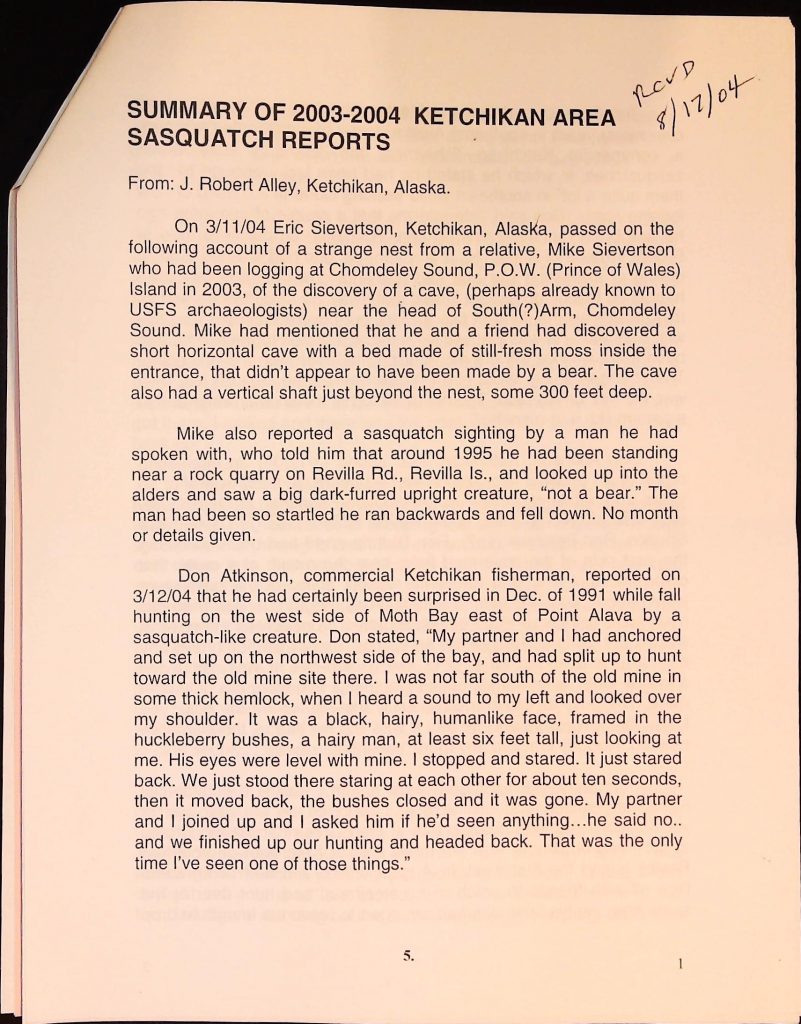 RCVD
8/12/04
SUMMARY OF 2003-2004 KETCHIKAN AREA
SASQUATCH REPORTS
From: J. Robert Alley, Ketchikan, Alaska.
On 3/11/04 Eric Sievertson, Ketchikan, Alaska, passed on the
following account of a strange nest from a relative, Mike Sievertson
who had been logging at Chomdeley Sound, P.O.W. (Prince of Wales)
Island in 2003, of the discovery of a cave, (perhaps already known to
USFS archaeologists) near the head of South(?)Arm, Chomdeley
Sound. Mike had mentioned that he and a friend had discovered a
short horizontal cave with a bed made of still-fresh moss inside the
entrance, that didn't appear to have been made by a bear. The cave
also had a vertical shaft just beyond the nest, some 300 feet deep.
Mike also reported a sasquatch sighting by a man he had
spoken with, who told him that around 1995 he had been standing
near a rock quarry on Revilla Rd., Revilla Is., and looked up into the
alders and saw a big dark-furred upright creature, “not a bear.” The
man had been so startled he ran backwards and fell down. No month
or details given.
Don Atkinson, commercial Ketchikan fisherman, reported on
3/12/04 that he had certainly been surprised in Dec. of 1991 while fall
hunting on the west side of Moth Bay east of Point Alava by a
sasquatch-like creature. Don stated, “My partner and I had anchored
and set up on the northwest side of the bay, and had split up to hunt
toward the old mine site there. I was not far south of the old mine in
some thick hemlock, when I heard a sound to my left and looked over
my shoulder. It was a black, hairy, humanlike face, framed in the
huckleberry bushes, a hairy man, at least six feet tall, just looking at
me. His eyes were level with mine. I stopped and stared. It just stared
back. We just stood there staring at each other for about ten seconds,
then it moved back, the bushes closed and it was gone. My partner
and I joined up and I asked him if he'd seen anything...he said no..
and we finished up our hunting and headed back. That was the only
time I've seen one of those things.”
5.
1